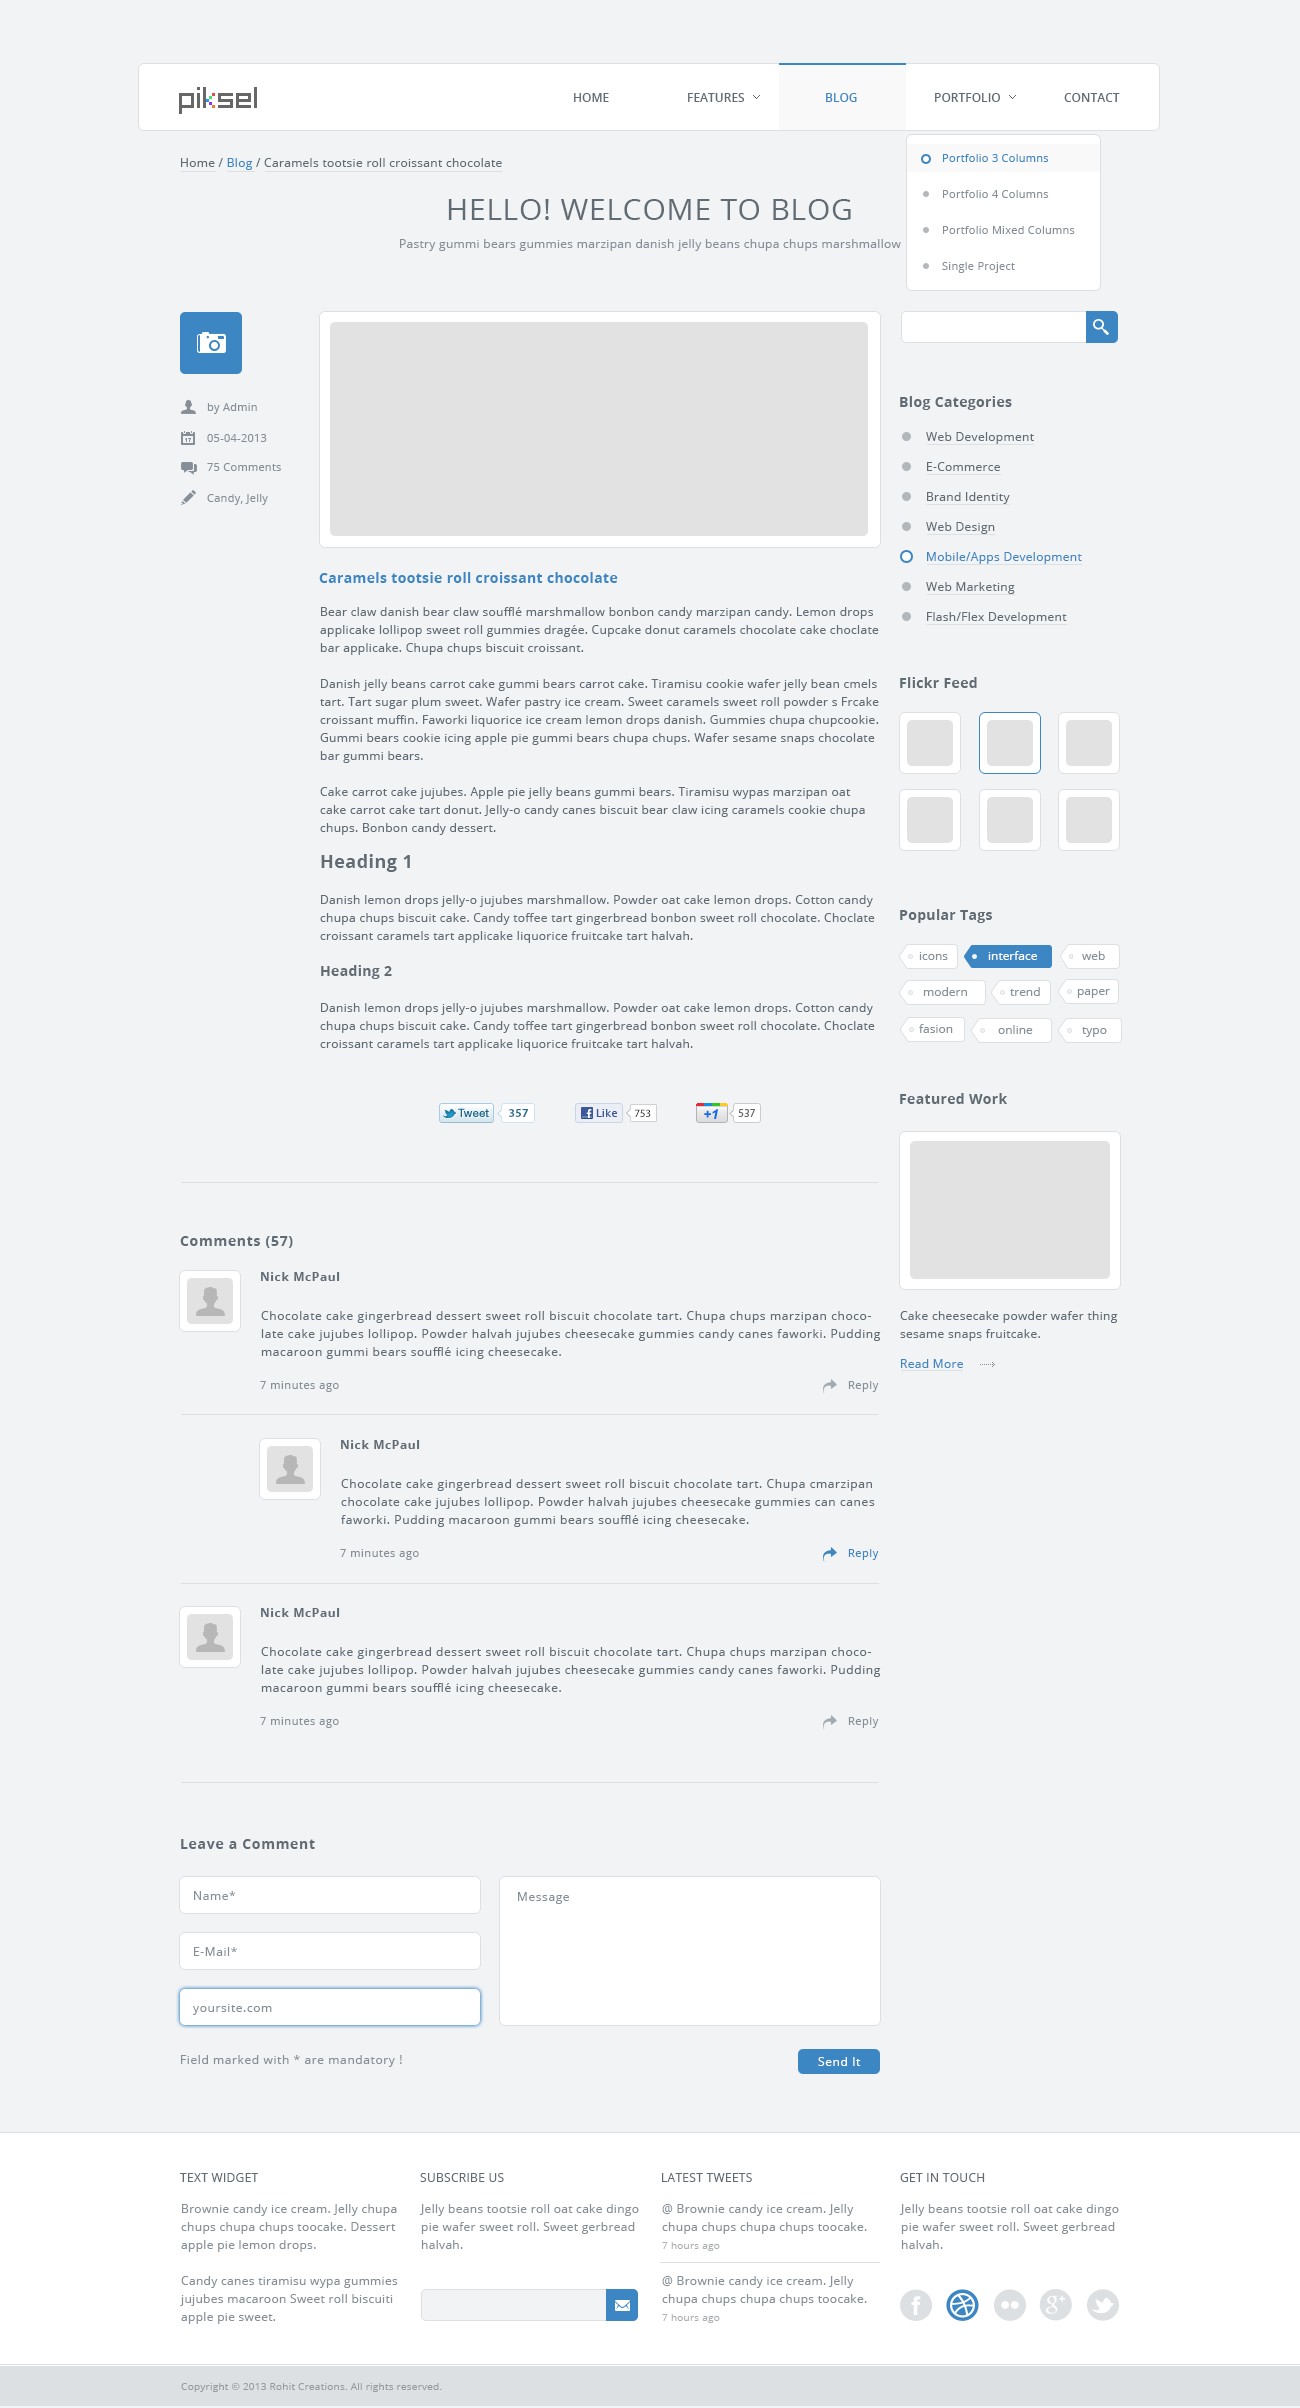 piksel
HOME FEATURES BLOG PORTFOLIO CONTACT
Home / Blog / Caramels tootsie roll croissant chocolate
Portfolio 3 Columns
Portfolio 4 Columns
Portfolio Mixed Columns
Single Project
HELLO! WELCOME TO BLOG
Pastry gummi bears gummies marzipan danish jelly beans chupa chups marshmallow
by Admin
17
05-04-2013
75 Comments
Candy, Jelly
Caramels tootsie roll croissant chocolate
Bear claw danish bear claw soufflé marshmallow bonbon candy marzipan candy. Lemon drops
applicake lollipop sweet roll gummies dragée. Cupcake donut caramels chocolate cake choclate
bar applicake. Chupa chups biscuit croissant.
Danish jelly beans carrot cake gummi bears carrot cake. Tiramisu cookie wafer jelly bean cmels
tart. Tart sugar plum sweet. Wafer pastry ice cream. Sweet caramels sweet roll powder s Frcake
croissant muffin. Faworki liquorice ice cream lemon drops danish. Gummies chupa chupcookie.
Gummi bears cookie icing apple pie gummi bears chupa chups. Wafer sesame snaps chocolate
bar gummi bears.
Cake carrot cake jujubes. Apple pie jelly beans gummi bears. Tiramisu wypas marzipan oat
cake carrot cake tart donut. Jelly-o candy canes biscuit bear claw icing caramels cookie chupa
chups. Bonbon candy dessert.
Heading 1
Danish lemon drops jelly-o jujubes marshmallow. Powder oat cake lemon drops. Cotton candy
chupa chups biscuit cake. Candy toffee tart gingerbread bonbon sweet roll chocolate. Choclate
croissant caramels tart applicake liquorice fruitcake tart halvah.
Heading 2
Danish lemon drops jelly-o jujubes marshmallow. Powder oat cake lemon drops. Cotton candy
chupa chups biscuit cake. Candy toffee tart gingerbread bonbon sweet roll chocolate. Choclate
croissant caramels tart applicake liquorice fruitcake tart halvah.
Tweet 357 Like 753 +1 537
Blog Categories
Web Development
E-Commerce
Brand Identity
Web Design
Mobile/Apps Development
Web Marketing
Flash/Flex Development
Flickr Feed
Popular Tags
icons interface web
modern trend paper
fasion online typo
Featured Work
Cake cheesecake powder wafer thing
sesame snaps fruitcake.
Read More
Comments (57)
Nick McPaul
Chocolate cake gingerbread dessert sweet roll biscuit chocolate tart. Chupa chups marzipan choco-
late cake jujubes lollipop. Powder halvah jujubes cheesecake gummies candy canes faworki. Pudding
macaroon gummi bears soufflé icing cheesecake.
7 minutes ago Reply
Nick McPaul
Chocolate cake gingerbread dessert sweet roll biscuit chocolate tart. Chupa cmarzipan
chocolate cake jujubes lollipop. Powder halvah jujubes cheesecake gummies can canes
faworki. Pudding macaroon gummi bears soufflé icing cheesecake.
7 minutes ago Reply
Nick McPaul
Chocolate cake gingerbread dessert sweet roll biscuit chocolate tart. Chupa chups marzipan choco-
late cake jujubes lollipop. Powder halvah jujubes cheesecake gummies candy canes faworki. Pudding
macaroon gummi bears soufflé icing cheesecake.
7 minutes ago Reply
Leave a Comment
Name*
E-Mail*
yoursite.com
Message
Field marked with * are mandatory !
Send It
TEXT WIDGET
Brownie candy ice cream. Jelly chupa
chups chupa chups toocake. Dessert
apple pie lemon drops.
Candy canes tiramisu wypa gummies
jujubes macaroon Sweet roll biscuiti
apple pie sweet.
SUBSCRIBE US
Jelly beans tootsie roll oat cake dingo
pie wafer sweet roll. Sweet gerbread
halvah.
LATEST TWEETS
@ Brownie candy ice cream. Jelly
chupa chups chupa chups toocake.
7 hours ago
@ Brownie candy ice cream. Jelly
chupa chups chupa chups toocake.
7 hours ago
GET IN TOUCH
Jelly beans tootsie roll oat cake dingo
pie wafer sweet roll. Sweet gerbread
halvah.
f g+
Copyright © 2013 Rohit Creations. All rights reserved.